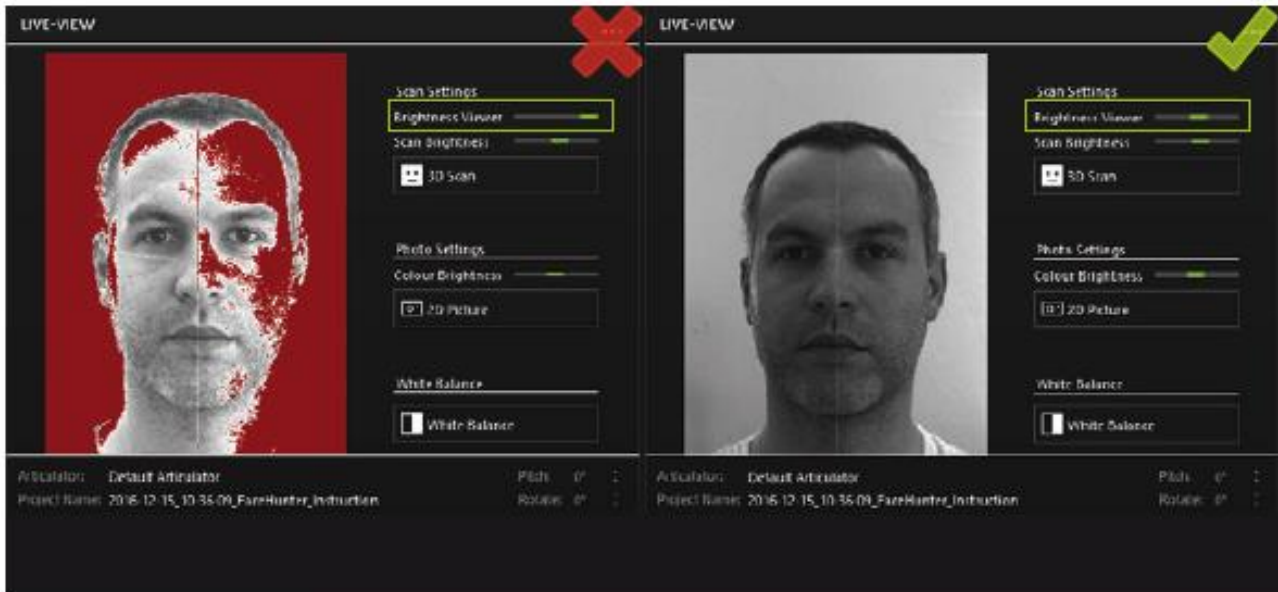 LIVE-VIEW
Scan Settings
Brightness Viewer
Scan Brightness
3D Scan
Photo Settings
Colour Brightness
2D Picture
White Balance
White Balance
Articulator: Default Articulator
Pitch: 0°
Project Name: 2016-12-15_10-36-09_FaceHunter_Instruction
Rotate: 0°
LIVE-VIEW
Scan Settings
Brightness Viewer
Scan Brightness
3D Scan
Photo Settings
Colour Brightness
2D Picture
White Balance
White Balance
Articulator: Default Articulator
Pitch: 0°
Project Name: 2016-12-15_10-36-09_FaceHunter_Instruction
Rotate: 0°